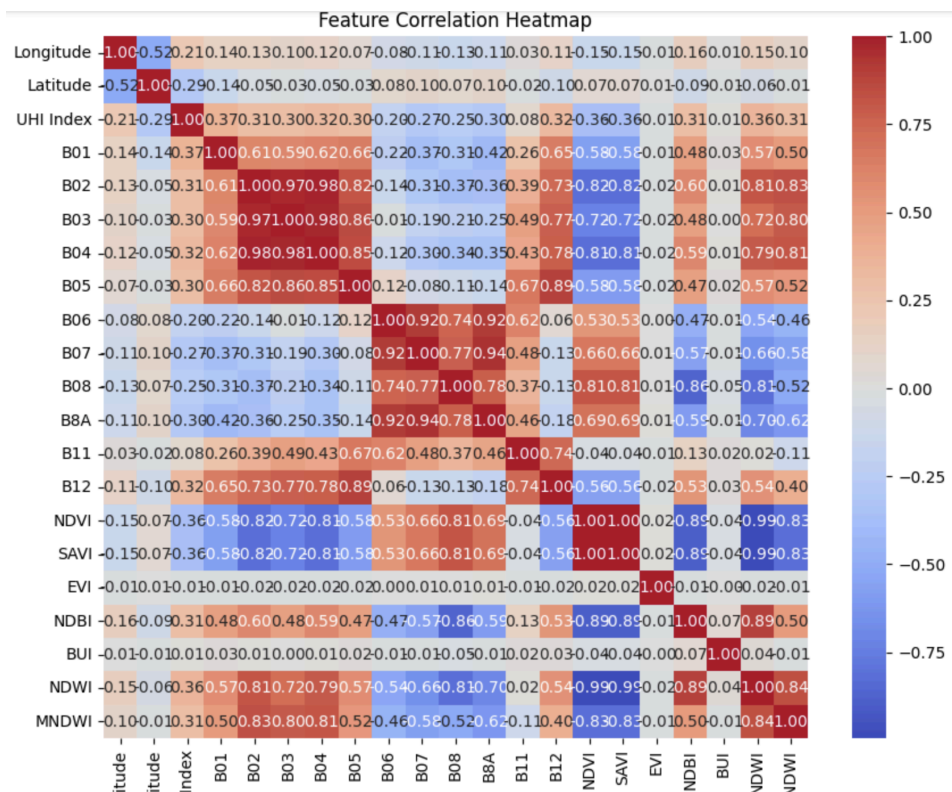 Feature Correlation Heatmap
Longitude -1.00-0.52-0.21-0.14-0.13-0.10-0.12-0.07-0.08-0.11-0.13-0.11-0.03-0.11-0.15-0.15-0.01-0.16-0.01-0.15-0.10
Latitude -0.52 1.00-0.29-0.14-0.05-0.03-0.05-0.03-0.08 0.10 0.07 0.10-0.02-0.10 0.07 0.07-0.01-0.09-0.01-0.06-0.01
UHI Index -0.21-0.29 1.00 0.37 0.31 0.30 0.32 0.30-0.20-0.27-0.25-0.30 0.08 0.32-0.36-0.36-0.01 0.31 0.01 0.36 0.31
B01 -0.14-0.14 0.37 1.00 0.61 0.59 0.62 0.66-0.22-0.37-0.31-0.42 0.26 0.65-0.58-0.58-0.01 0.48 0.03 0.57 0.50
B02 -0.13-0.05 0.31 0.61 1.00 0.97 0.98 0.82-0.14-0.31-0.37-0.36 0.39 0.73-0.82-0.82-0.02 0.60 0.01 0.81 0.83
B03 -0.10-0.03 0.30 0.59 0.97 1.00 0.98 0.86-0.01-0.19-0.21-0.25 0.49 0.77-0.72-0.72-0.02 0.48 0.00 0.72 0.80
B04 -0.12-0.05 0.32 0.62 0.98 0.98 1.00 0.85-0.12-0.30-0.34-0.35 0.43 0.78-0.81-0.81-0.02 0.59 0.01 0.79 0.81
B05 -0.07-0.03 0.30 0.66 0.82 0.86 0.85 1.00 0.12-0.08-0.11-0.14 0.67 0.89-0.58-0.58-0.02 0.47 0.02 0.57 0.52
B06 -0.08 0.08-0.20-0.22-0.14-0.01-0.12 0.12 1.00 0.92 0.74 0.92 0.62 0.06 0.53 0.53 0.00-0.47-0.01-0.54-0.46
B07 -0.11 0.10-0.27-0.37-0.31-0.19-0.30-0.08 0.92 1.00 0.77 0.94 0.48-0.13 0.66 0.66 0.01-0.57-0.01-0.66-0.58
B08 -0.13 0.07-0.25-0.31-0.37-0.21-0.34-0.11 0.74 0.77 1.00 0.78 0.37-0.13 0.81 0.81 0.01-0.86-0.05-0.81-0.52
B8A -0.11 0.10-0.30-0.42-0.36-0.25-0.35-0.14 0.92 0.94 0.78 1.00 0.46-0.18 0.69 0.69 0.01-0.59-0.01-0.70-0.62
B11 -0.03-0.02 0.08 0.26 0.39 0.49 0.43 0.67 0.62 0.48 0.37 0.46 1.00 0.74-0.04-0.04-0.01 0.13 0.02 0.02-0.11
B12 -0.11-0.10 0.32 0.65 0.73 0.77 0.78 0.89 0.06-0.13-0.13-0.18 0.74 1.00-0.56-0.56-0.02 0.53 0.03 0.54 0.40
NDVI -0.15 0.07-0.36-0.58-0.82-0.72-0.81-0.58 0.53 0.66 0.81 0.69-0.04-0.56 1.00 1.00 0.02-0.89-0.04-0.99-0.83
SAVI -0.15 0.07-0.36-0.58-0.82-0.72-0.81-0.58 0.53 0.66 0.81 0.69-0.04-0.56 1.00 1.00 0.02-0.89-0.04-0.99-0.83
EVI -0.01 0.01-0.01-0.01-0.02-0.02-0.02-0.02 0.00 0.01 0.01 0.01-0.01-0.02 0.02 0.02 1.00-0.01-0.00-0.02-0.01
NDBI -0.16-0.09 0.31 0.48 0.60 0.48 0.59 0.47-0.47-0.57-0.86-0.59 0.13 0.53-0.89-0.89-0.01 1.00 0.07 0.89 0.50
BUI -0.01-0.01 0.01 0.03 0.01 0.00 0.01 0.02-0.01-0.01-0.05-0.01 0.02 0.03-0.04-0.04-0.00 0.07 1.00 0.04-0.01
NDWI -0.15-0.06 0.36 0.57 0.81 0.72 0.79 0.57-0.54-0.66-0.81-0.70 0.02 0.54-0.99-0.99-0.02 0.89 0.04 1.00 0.84
MNDWI -0.10-0.01 0.31 0.50 0.83 0.80 0.81 0.52-0.46-0.58-0.52-0.62-0.11 0.40-0.83-0.83-0.01 0.50-0.01 0.84 1.00
itude itude Index B01 B02 B03 B04 B05 B06 B07 B08 B8A B11 B12 NDVI SAVI EVI NDBI BUI NDWI NDWI
1.00
0.75
0.50
0.25
0.00
−0.25
−0.50
−0.75